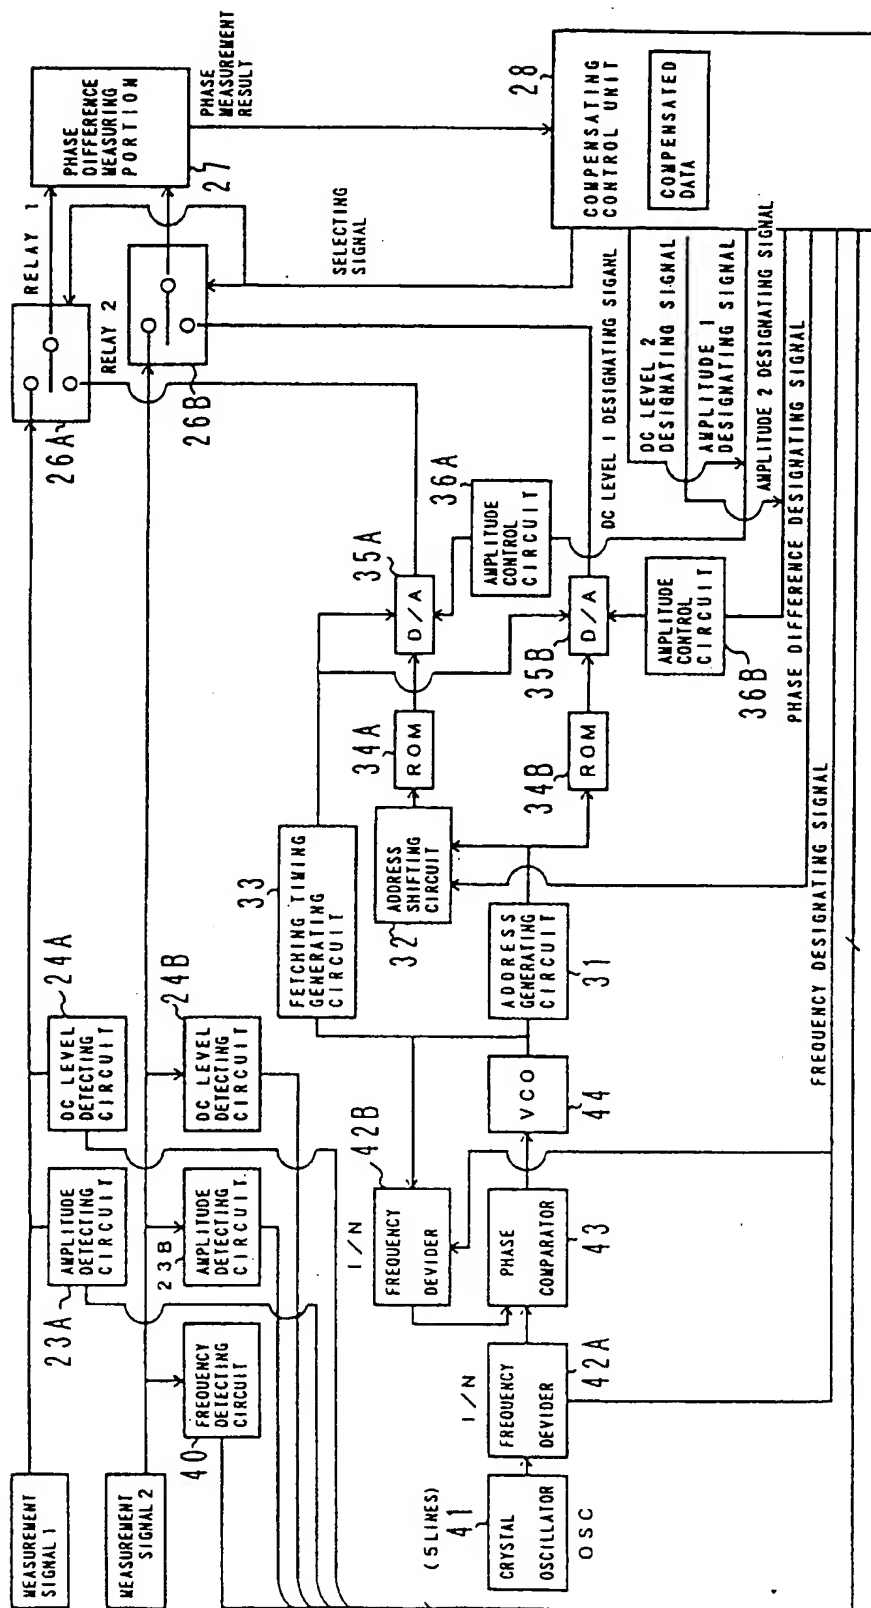 MEASUREMENT
SIGNAL 1
MEASUREMENT
SIGNAL 2
23A
AMPLITUDE
DETECTING
CIRCUIT
24A
DC LEVEL
DETECTING
CIRCUIT
40
FREQUENCY
DETECTING
CIRCUIT
23B
AMPLITUDE
DETECTING
CIRCUIT
24B
DC LEVEL
DETECTING
CIRCUIT
26A
RELAY 1
RELAY 2
26B
PHASE
DIFFERENCE
MEASURING
PORTION
27
PHASE
MEASUREMENT
RESULT
SELECTING
SIGNAL
(5 LINES)
41
CRYSTAL
OSCILLATOR
OSC
1/N
FREQUENCY
DEVIDER
42A
1/N
42B
FREQUENCY
DEVIDER
PHASE
COMPARATOR
43
VCO
44
33
FETCHING TIMING
GENERATING
CIRCUIT
32
ADDRESS
SHIFTING
CIRCUIT
ADDRESS
GENERATING
CIRCUIT
31
34A
ROM
34B
ROM
35A
D/A
35B
D/A
36A
AMPLITUDE
CONTROL
CIRCUIT
AMPLITUDE
CONTROL
CIRCUIT
36B
28
COMPENSATING
CONTROL UNIT
COMPENSATED
DATA
DC LEVEL 1 DESIGNATING SIGANL
DC LEVEL 2
DESIGNATING SIGNAL
AMPLITUDE 1
DESIGNATING SIGNAL
AMPLITUDE 2 DESIGNATING SIGNAL
PHASE DIFFERENCE DESIGNATING SIGNAL
FREQUENCY DESIGNATING SIGNAL